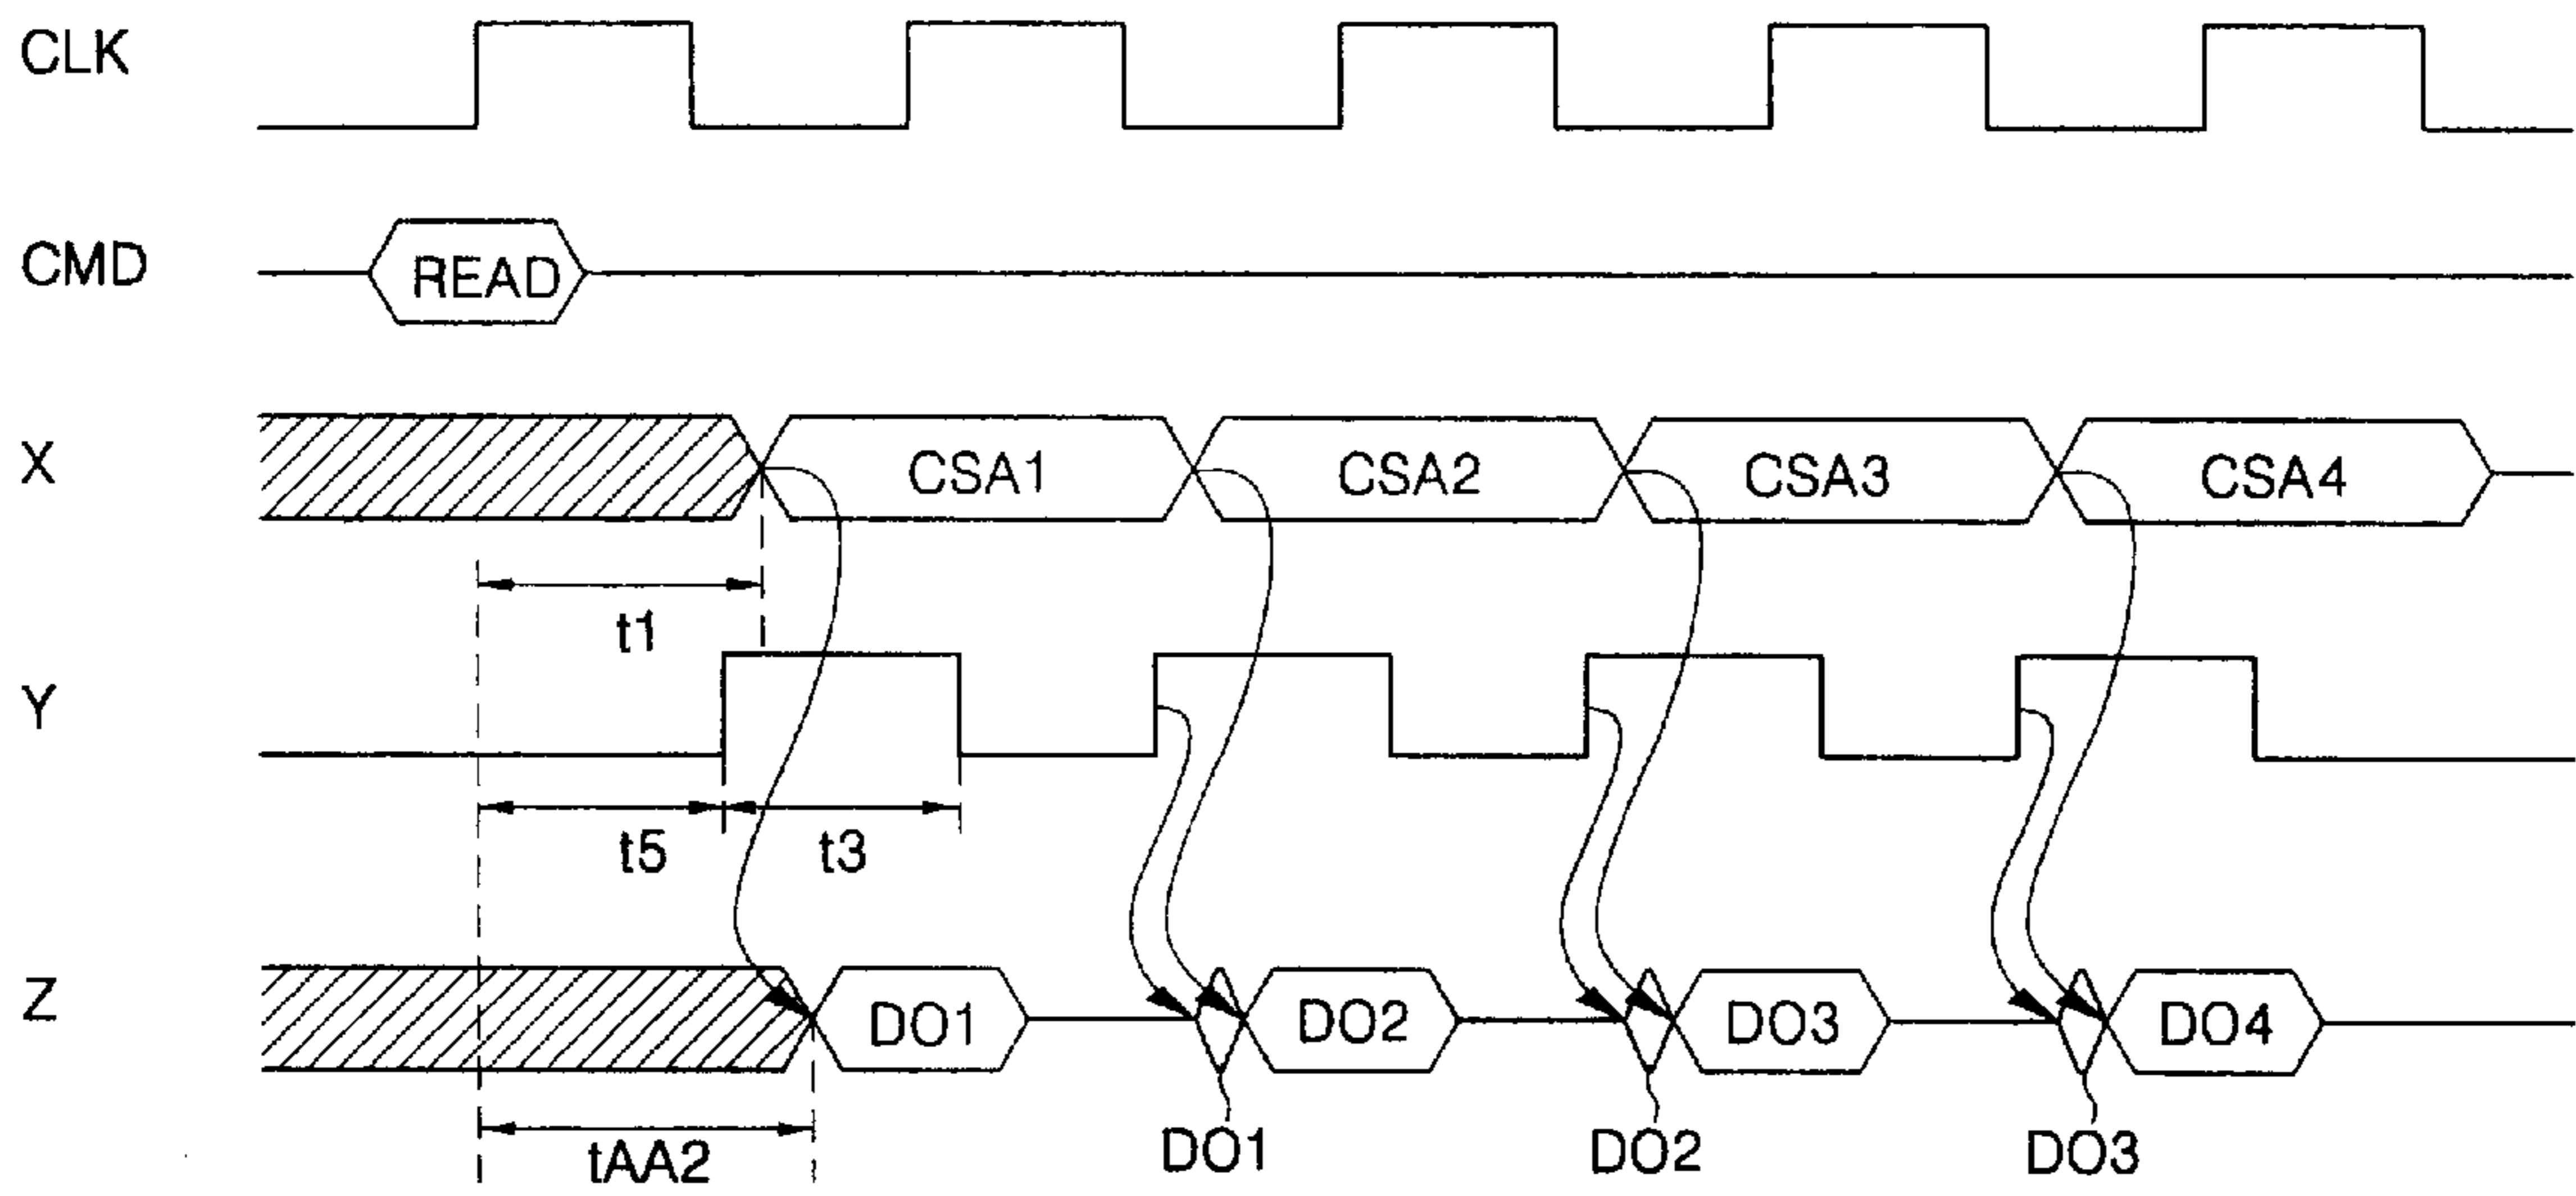 CLK
CMD
READ
X
CSA1 CSA2 CSA3 CSA4
t1
Y
t5 t3
Z
DO1 DO2 DO3 DO4
tAA2
DO1 DO2 DO3